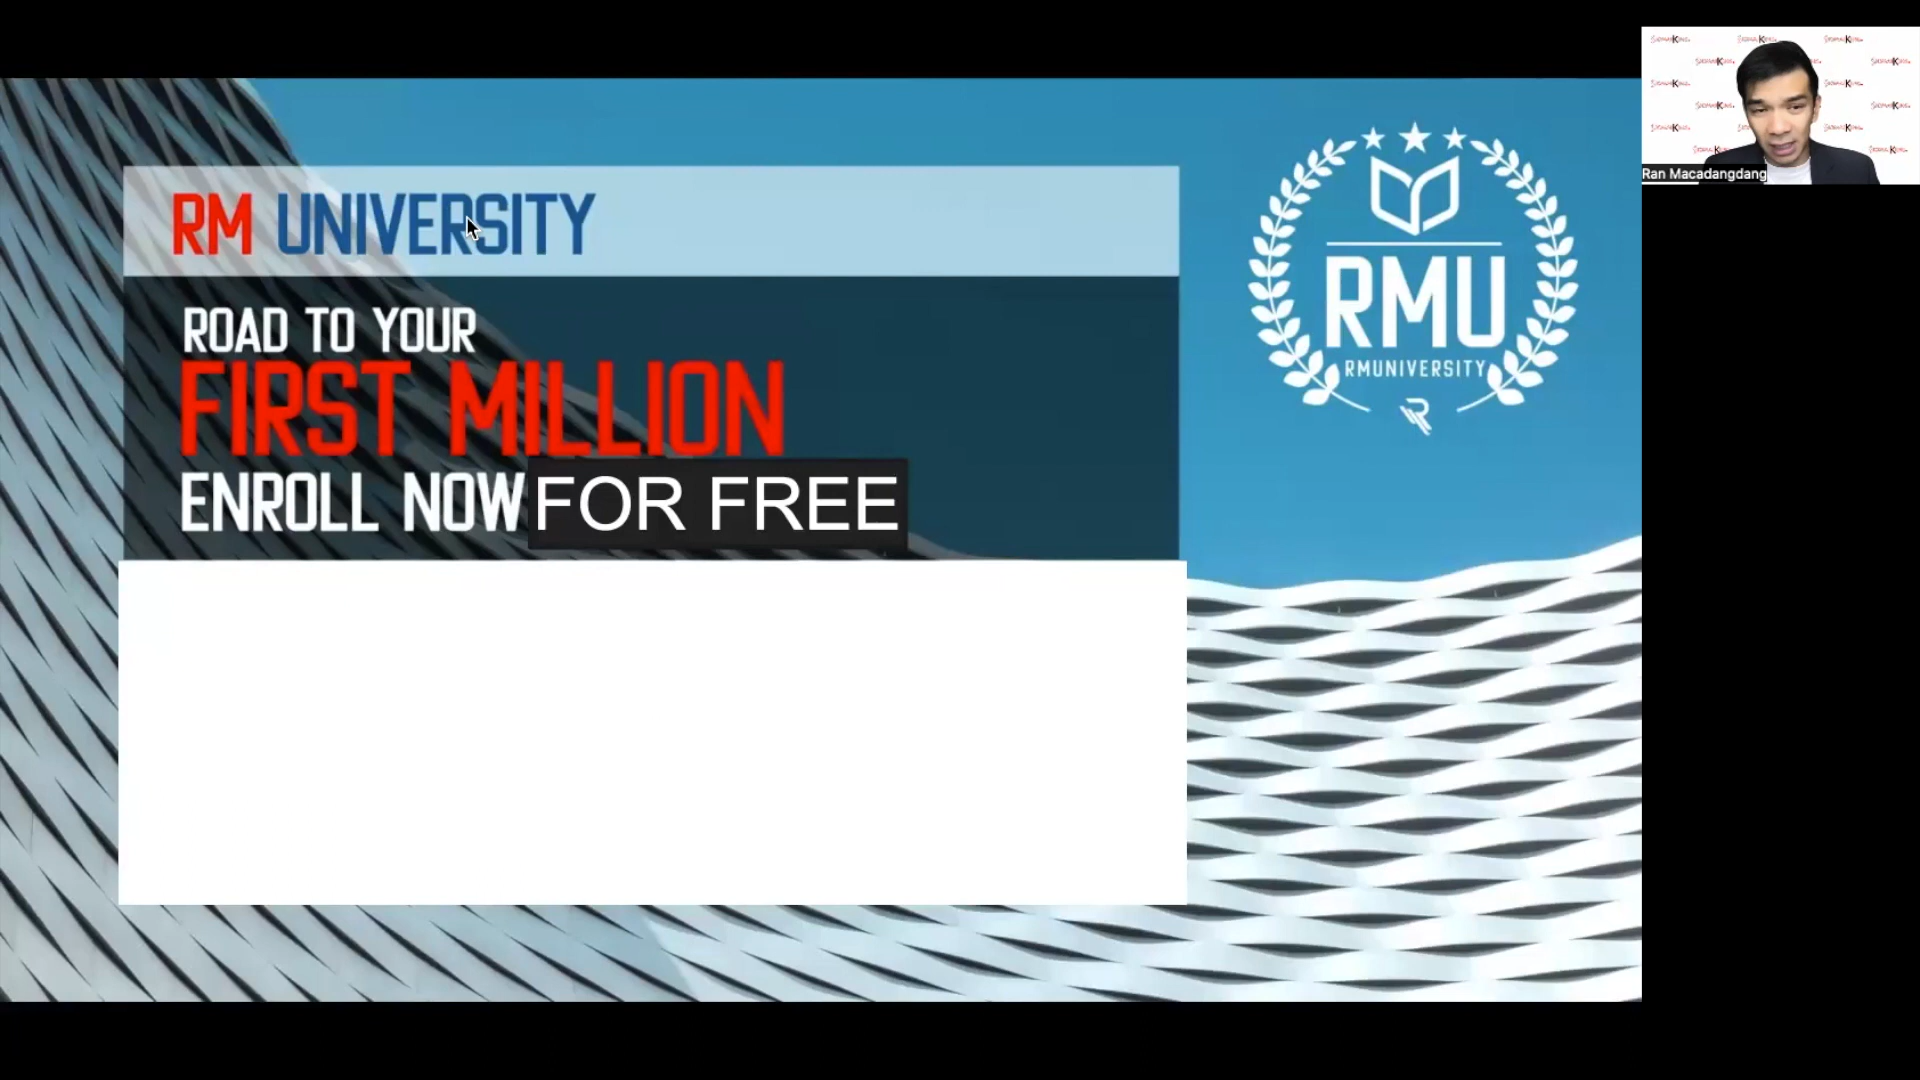 RM UNIVERSITY
ROAD TO YOUR
FIRST MILLION
ENROLL NOW FOR FREE
RMU
RMUNIVERSITY
Ran Macadangdang